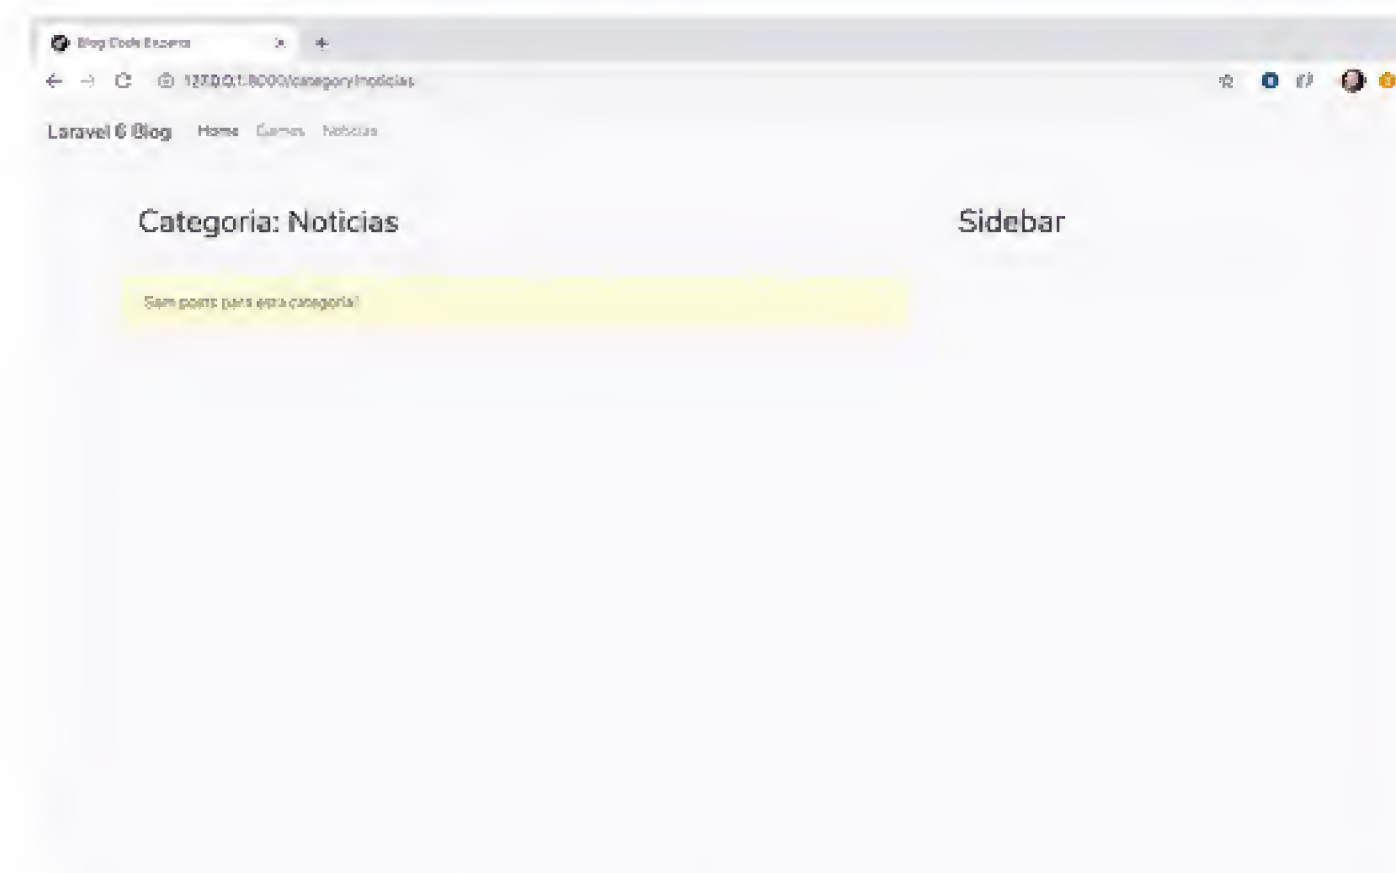 Blog Code Experts
127.0.0.1:8000/category/noticias
Laravel 6 Blog Home Games Noticias
Categoria: Noticias
Sidebar
Sem posts para esta categoria!